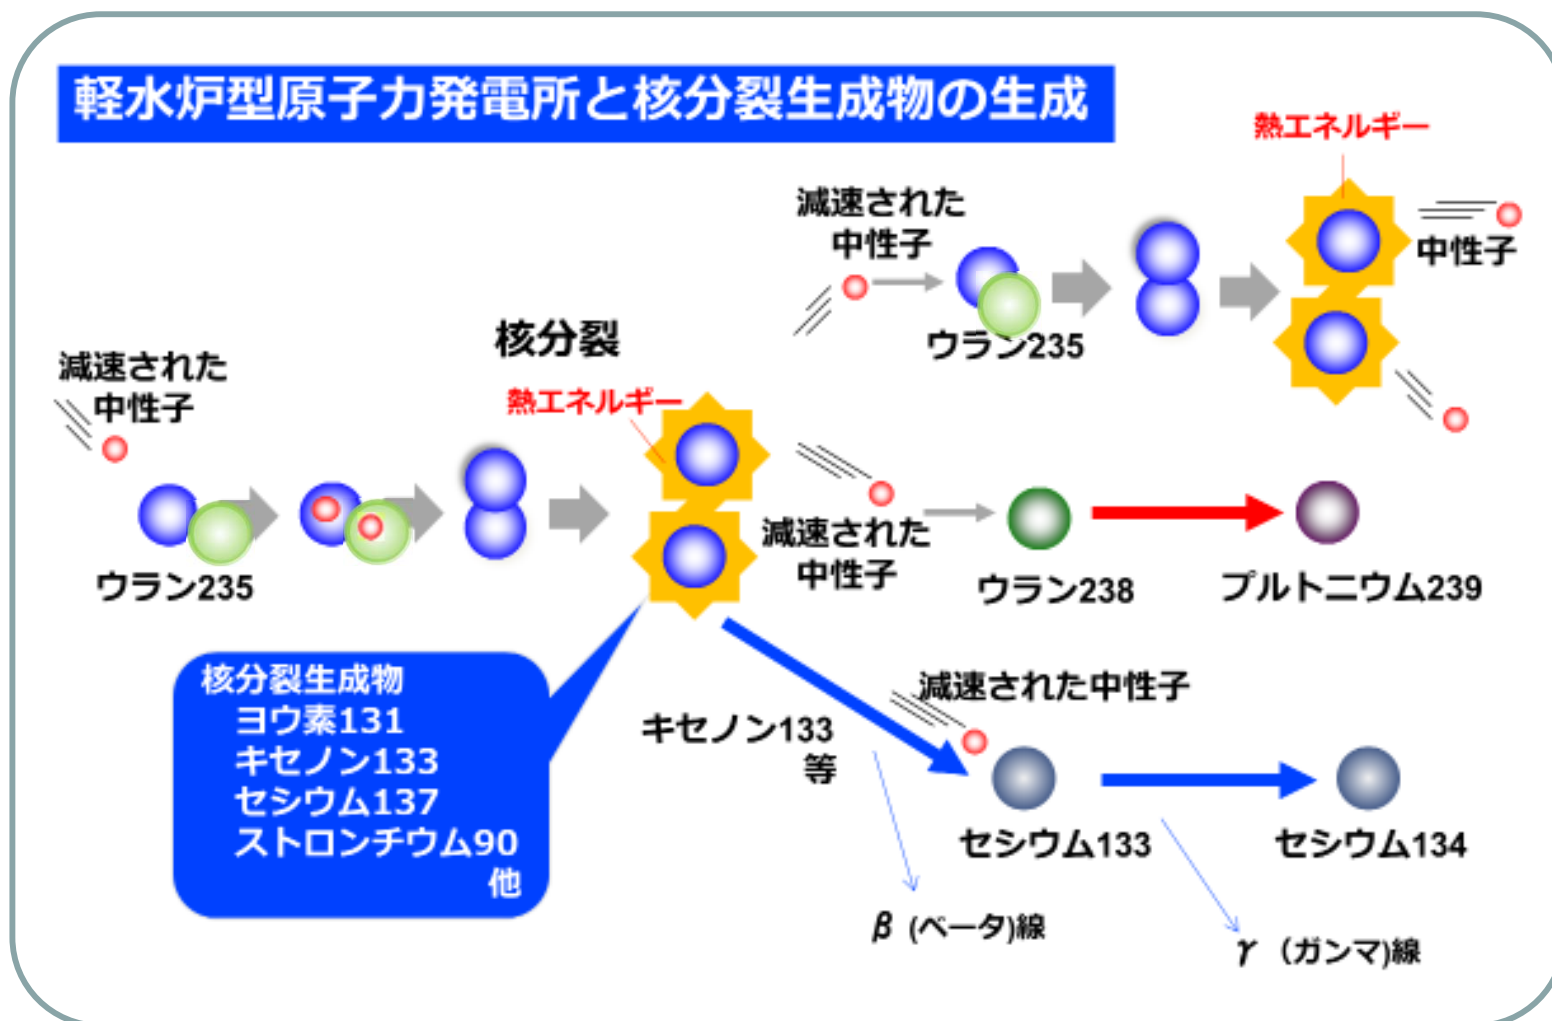 軽水炉型原子力発電所と核分裂生成物の生成
熱エネルギー
減速された
中性子
中性子
ウラン235
核分裂
熱エネルギー
減速された
中性子
ウラン235
減速された
中性子
ウラン238
プルトニウム239
核分裂生成物
ヨウ素131
キセノン133
セシウム137
ストロンチウム90
他
キセノン133
等
減速された中性子
セシウム133
セシウム134
β (ベータ)線
γ (ガンマ)線